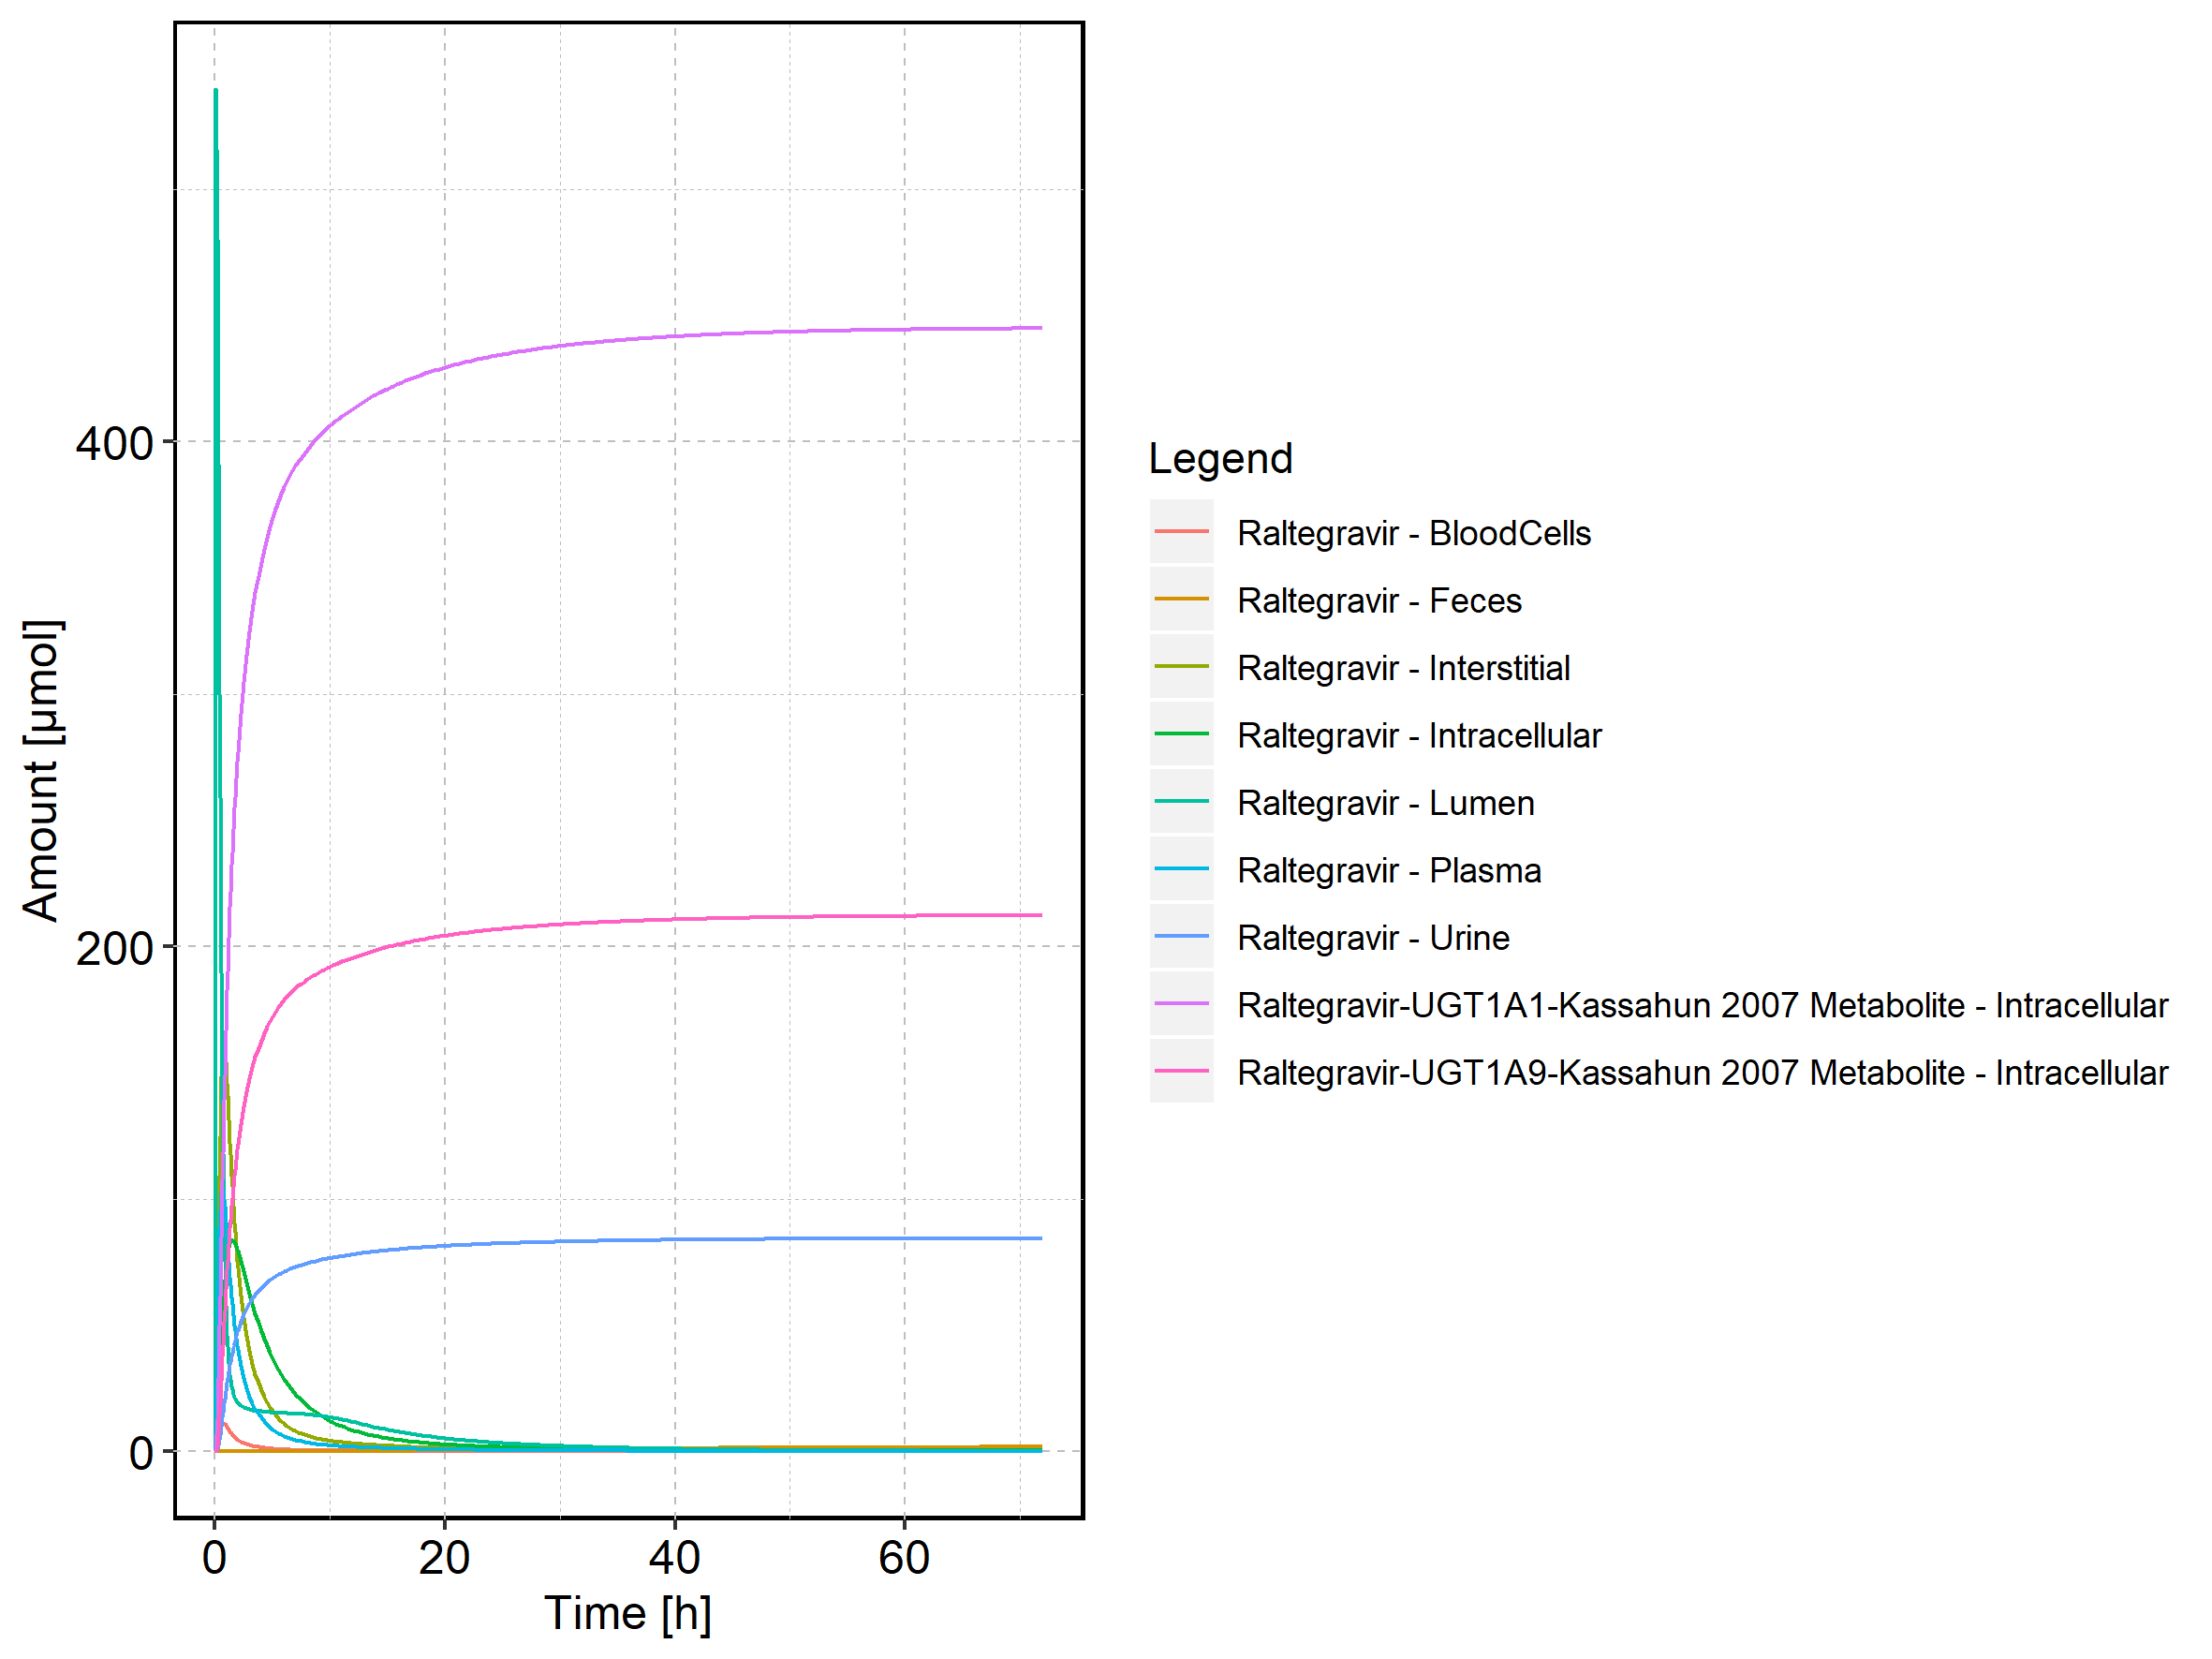 Amount [µmol]
400
200
0
0 20 40 60
Time [h]
Legend
Raltegravir - BloodCells
Raltegravir - Feces
Raltegravir - Interstitial
Raltegravir - Intracellular
Raltegravir - Lumen
Raltegravir - Plasma
Raltegravir - Urine
Raltegravir-UGT1A1-Kassahun 2007 Metabolite - Intracellular
Raltegravir-UGT1A9-Kassahun 2007 Metabolite - Intracellular